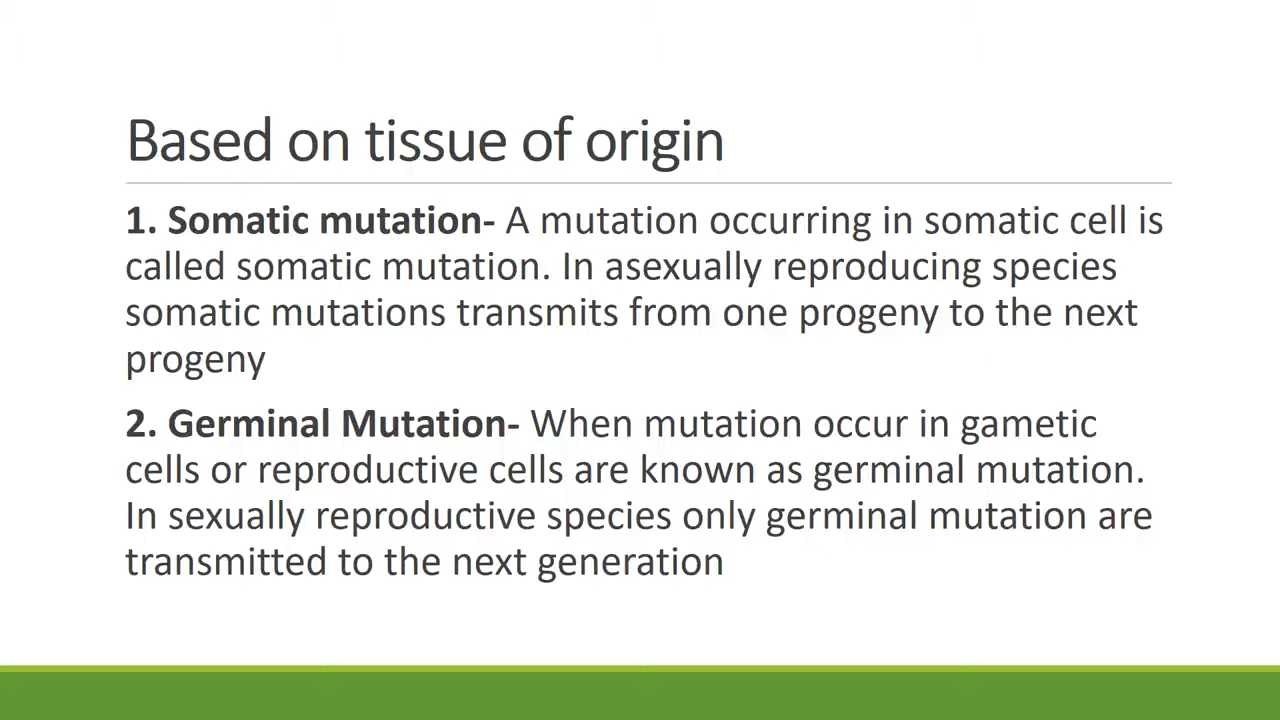 Based on tissue of origin
1. Somatic mutation- A mutation occurring in somatic cell is
called somatic mutation. In asexually reproducing species
somatic mutations transmits from one progeny to the next
progeny
2. Germinal Mutation- When mutation occur in gametic
cells or reproductive cells are known as germinal mutation.
In sexually reproductive species only germinal mutation are
transmitted to the next generation